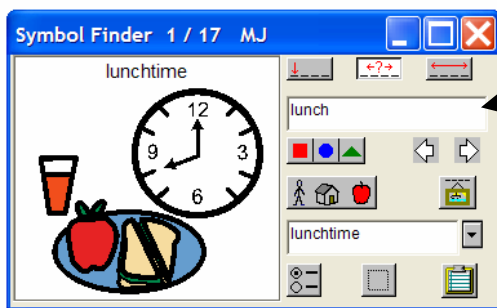 Symbol Finder 1 / 17 MJ
lunchtime
12
9
3
6
←?→
lunch
lunchtime